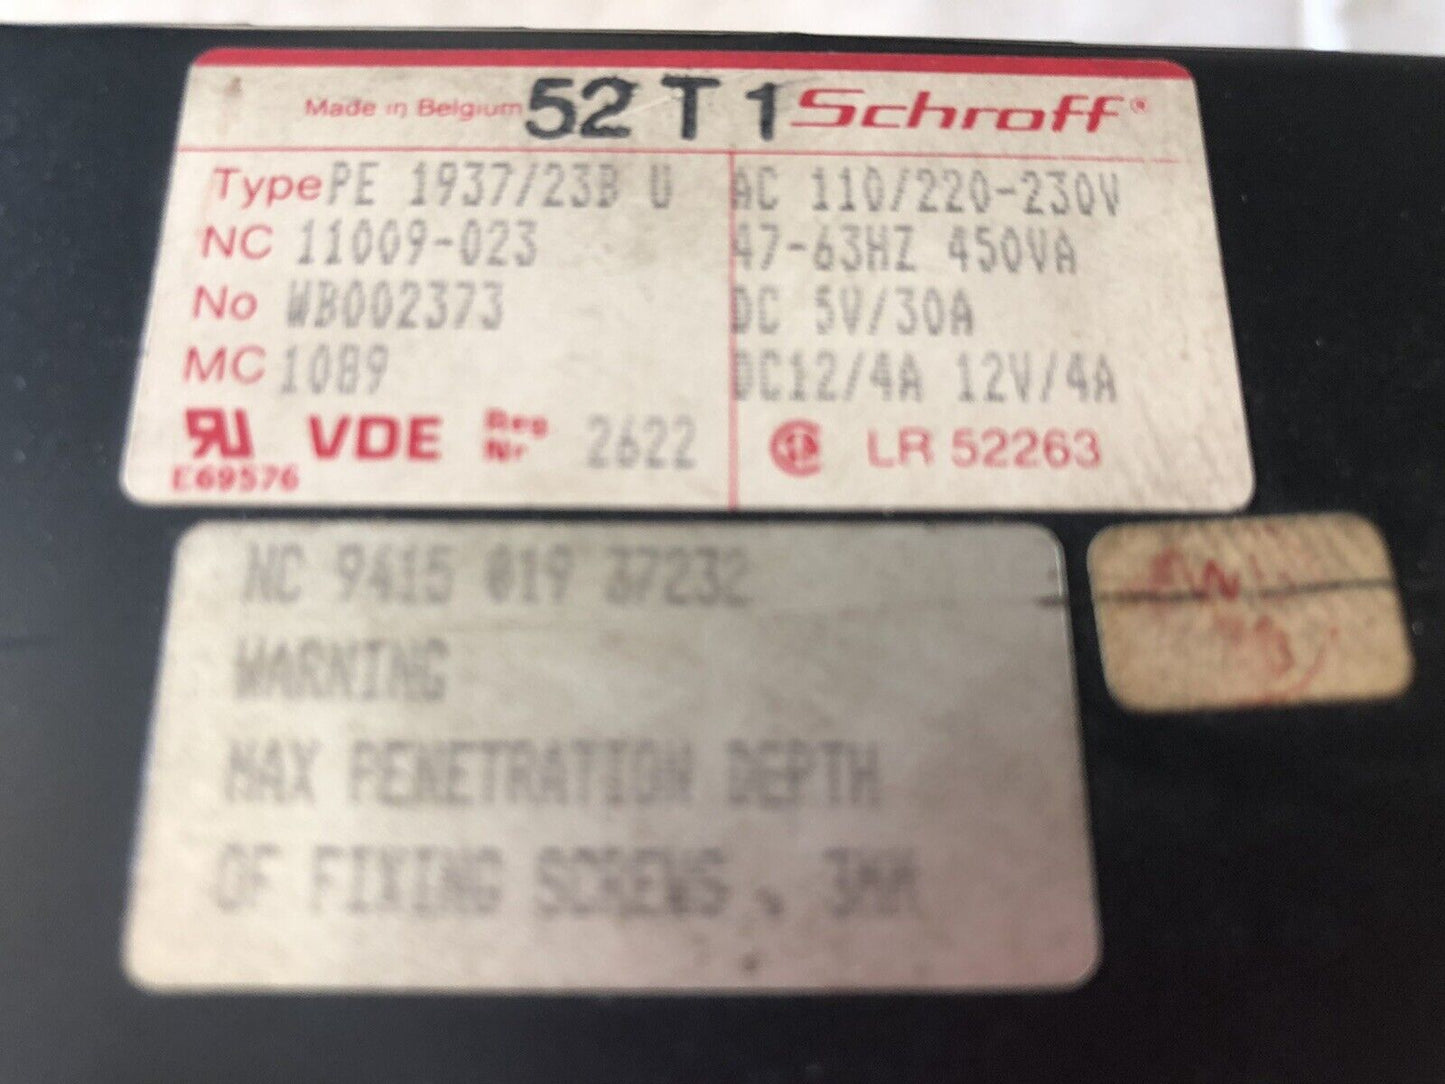 Made in Belgium 52 T 1 Schroff®
Type PE 1937/23B U
NC 11009-023
No WB002373
MC 1089
E69576
VDE Reg Nr 2622
AC 110/220-230V
47-63HZ 450VA
DC 5V/30A
DC12/4A 12V/4A
LR 52263
NC 9415 019 37232
WARNING
MAX PENETRATION DEPTH
OF FIXING SCREWS . 3MM